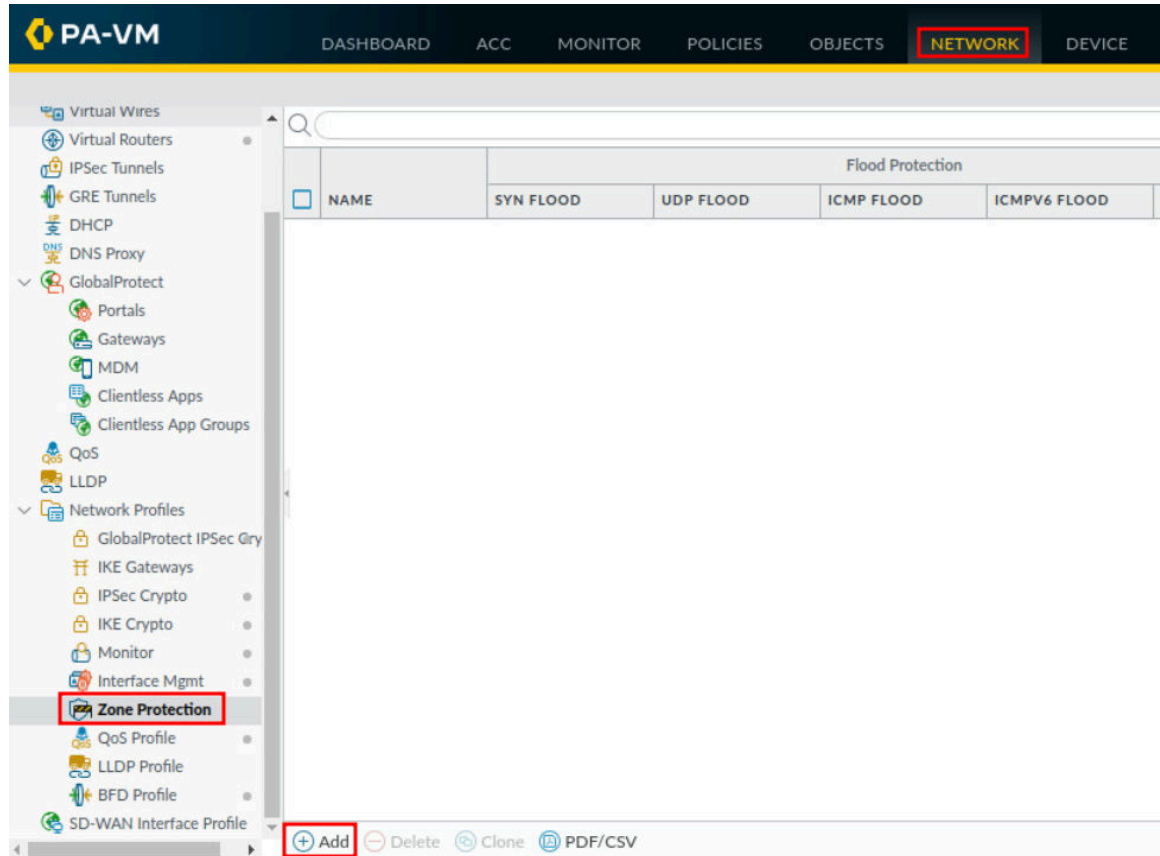 PA-VM
DASHBOARD ACC MONITOR POLICIES OBJECTS NETWORK DEVICE
Virtual Wires
Virtual Routers
IPSec Tunnels
GRE Tunnels
DHCP
DNS Proxy
GlobalProtect
Portals
Gateways
MDM
Clientless Apps
Clientless App Groups
QoS
LLDP
Network Profiles
GlobalProtect IPSec Cry
IKE Gateways
IPSec Crypto
IKE Crypto
Monitor
Interface Mgmt
Zone Protection
QoS Profile
LLDP Profile
BFD Profile
SD-WAN Interface Profile
Flood Protection
NAME SYN FLOOD UDP FLOOD ICMP FLOOD ICMPV6 FLOOD
Add Delete Clone PDF/CSV